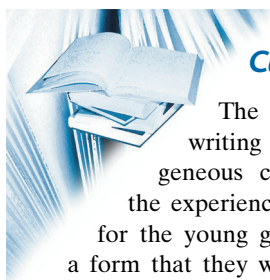 The
writing
geneous
the experienc
for the young g
a form that they w